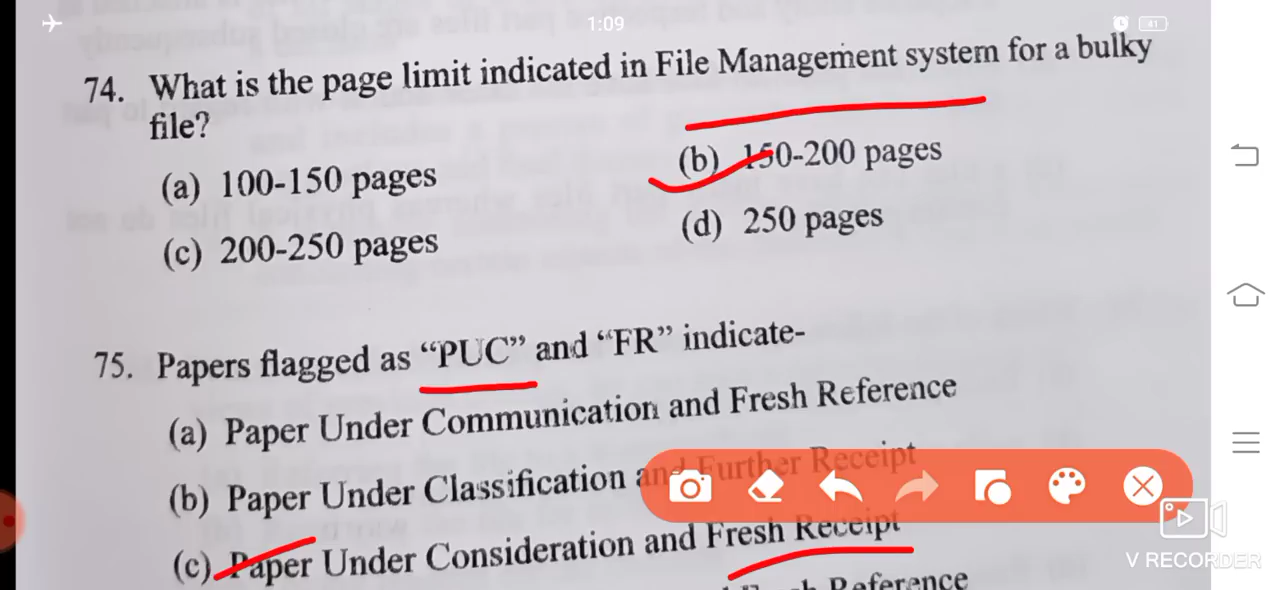 1:09
41
74. What is the page limit indicated in File Management system for a bulky
file?
(a) 100-150 pages
(b) 150-200 pages
(c) 200-250 pages
(d) 250 pages
75. Papers flagged as “PUC” and “FR” indicate-
(a) Paper Under Communication and Fresh Reference
(b) Paper Under Classification and Further Receipt
(c) Paper Under Consideration and Fresh Receipt
Reference
V RECORDER